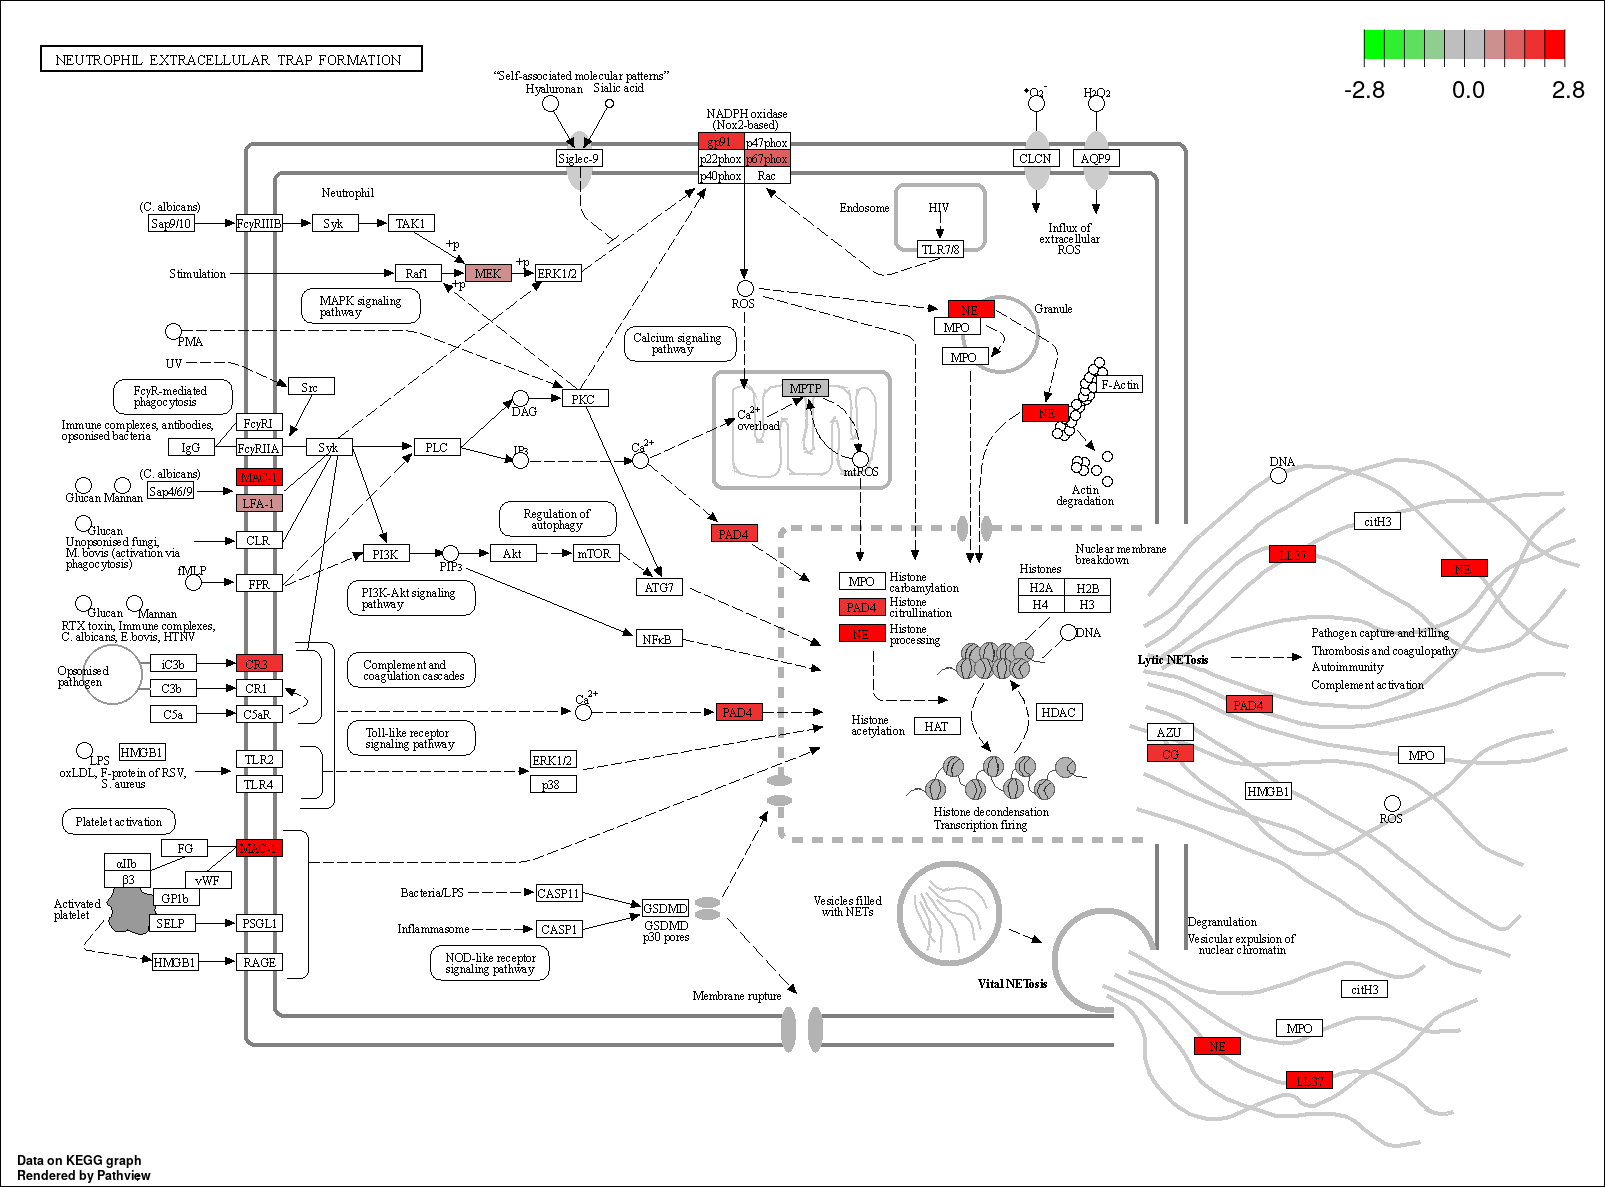 NEUTROPHIL EXTRACELLULAR TRAP FORMATION
-2.8 0.0 2.8
“Self-associated molecular patterns”
Hyaluronan Sialic acid
Siglec-9
NADPH oxidase
(Nox2-based)
gp91 p47phox
p22phox p67phox
p40phox Rac
•O2- H2O2
CLCN AQP9
Influx of
extracellular
ROS
Neutrophil
Endosome HIV
TLR7/8
(C. albicans)
Sap9/10 FcγRIIIB Syk TAK1
+p
Stimulation Raf1 MEK +p ERK1/2
+p
MAPK signaling
pathway
PMA
UV
Src
FcγR-mediated
phagocytosis
ROS
NE Granule
MPO
MPO
Calcium signaling
pathway
F-Actin
NE
Actin
degradation
MPTP
Ca2+
overload
mtROS
PKC
DAG
Immune complexes, antibodies,
opsonised bacteria
FcγRI
IgG FcγRIIA Syk PLC
IP3 Ca2+
MAC-1
(C. albicans)
Glucan Mannan Sap4/6/9
LFA-1
Glucan
Unopsonised fungi,
M. bovis (activation via
phagocytosis)
CLR
fMLP
FPR
Regulation of
autophagy
PI3K PIP3 Akt mTOR
ATG7
PAD4
PI3K-Akt signaling
pathway
NFκB
Glucan Mannan
RTX toxin, Immune complexes,
C. albicans, E.bovis, HTNV
Opsonised
pathogen
iC3b CR3
C3b CR1
C5a C5aR
Complement and
coagulation cascades
Ca2+ PAD4
Toll-like receptor
signaling pathway
LPS HMGB1
oxLDL, F-protein of RSV,
S. aureus
TLR2
TLR4
ERK1/2
p38
Nuclear membrane
breakdown
MPO Histone
carbamylation
PAD4 Histone
citrullination
NE Histone
processing
Histones
H2A H2B
H4 H3
DNA
Histone
acetylation
HAT HDAC
Histone decondensation
Transcription firing
DNA
citH3
LL37
NE
Lytic NETosis
Pathogen capture and killing
Thrombosis and coagulopathy
Autoimmunity
Complement activation
PAD4
AZU
CG
MPO
HMGB1
ROS
Platelet activation
FG MAC-1
αIIb
β3
vWF
GP1b
Activated
platelet
SELP PSGL1
HMGB1 RAGE
Bacteria/LPS CASP11
Inflammasome CASP1
GSDMD
GSDMD
p30 pores
NOD-like receptor
signaling pathway
Membrane rupture
Vesicles filled
with NETs
Vital NETosis
Degranulation
Vesicular expulsion of
nuclear chromatin
citH3
MPO
NE
LL37
Data on KEGG graph
Rendered by Pathview